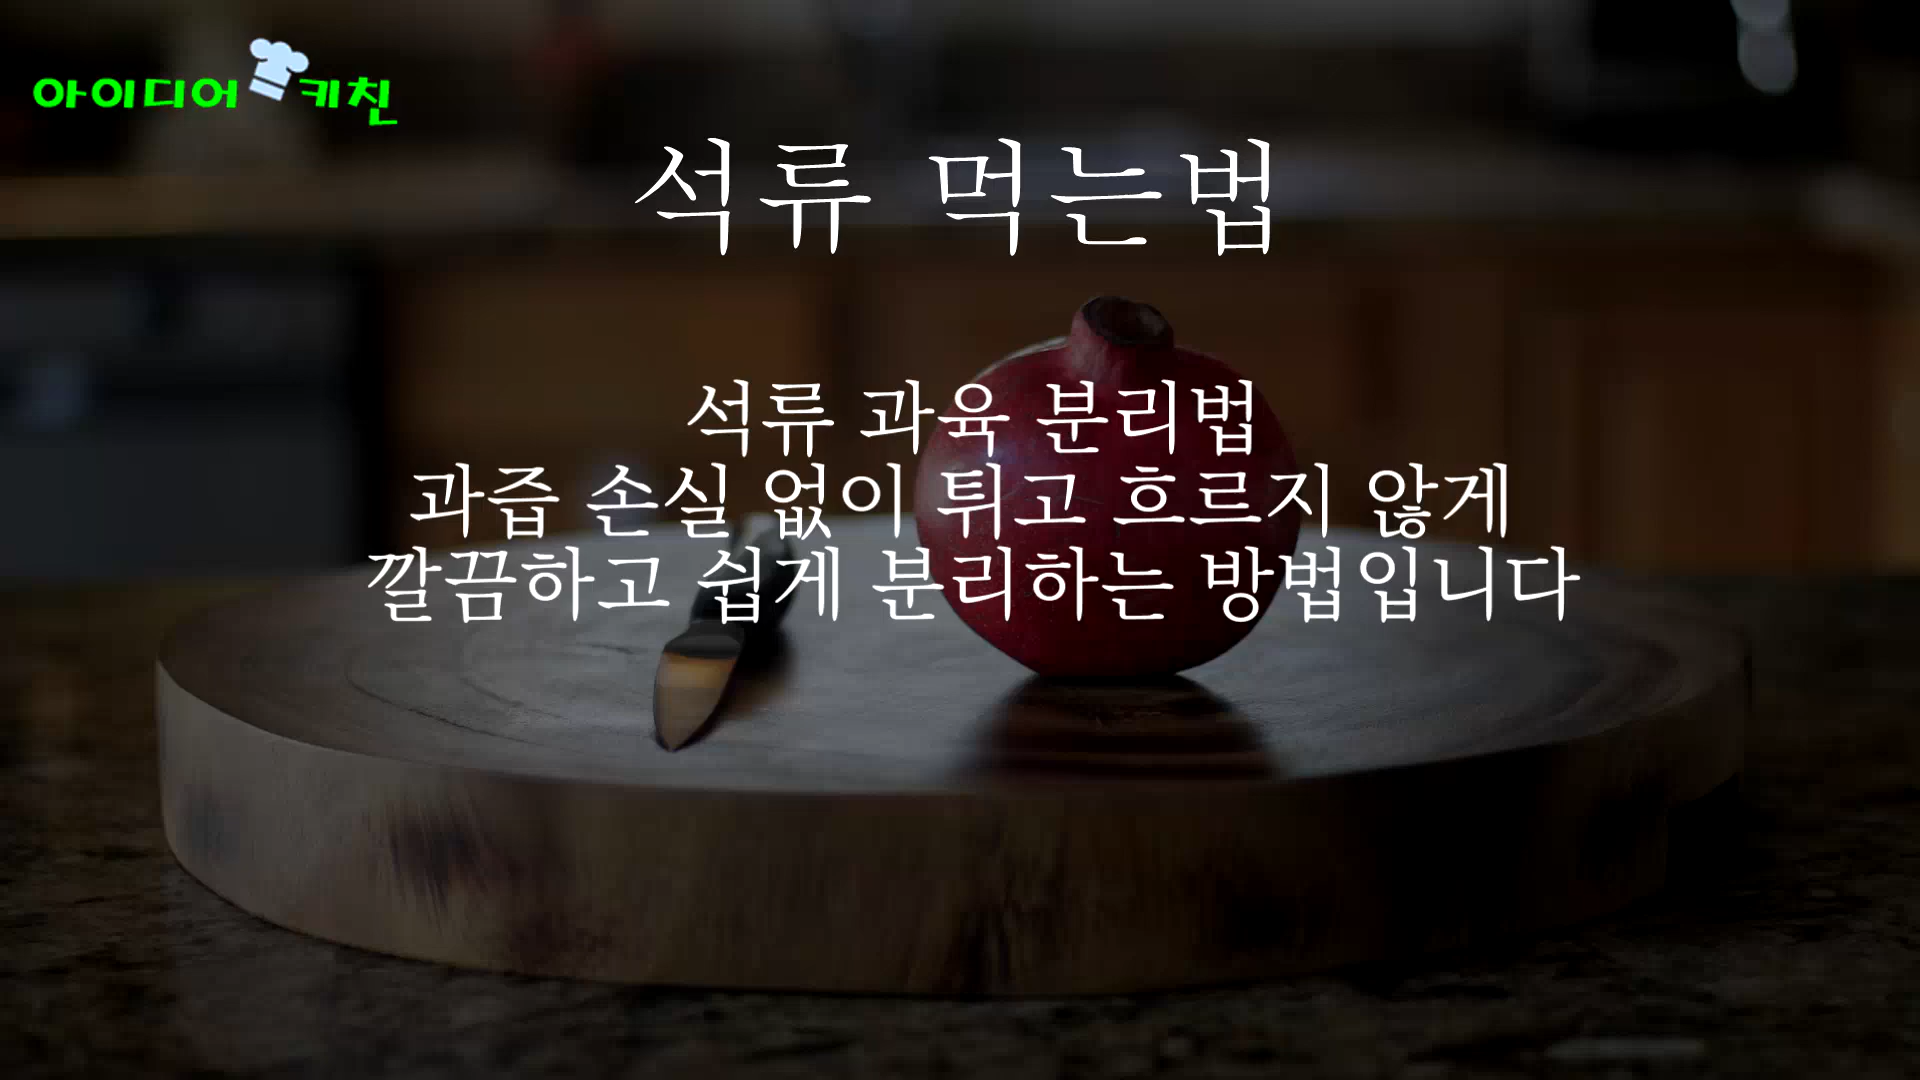 아이디어 키친
석류 먹는법
석류 과육 분리법
과즙 손실 없이 튀고 흐르지 않게
깔끔하고 쉽게 분리하는 방법입니다